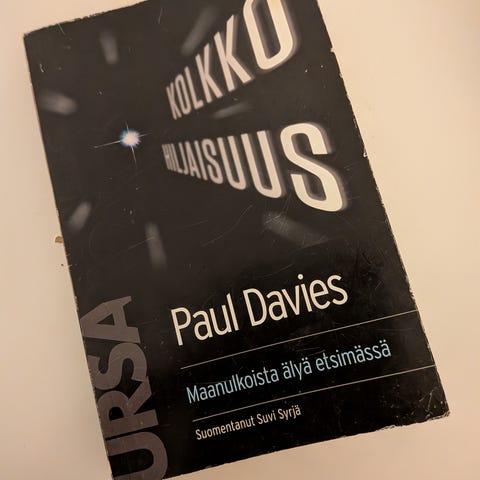 KOLKKO
HILJAISUUS
Paul Davies
Maanulkoista älyä etsimässä
Suomentanut Suvi Syrjä
URSA